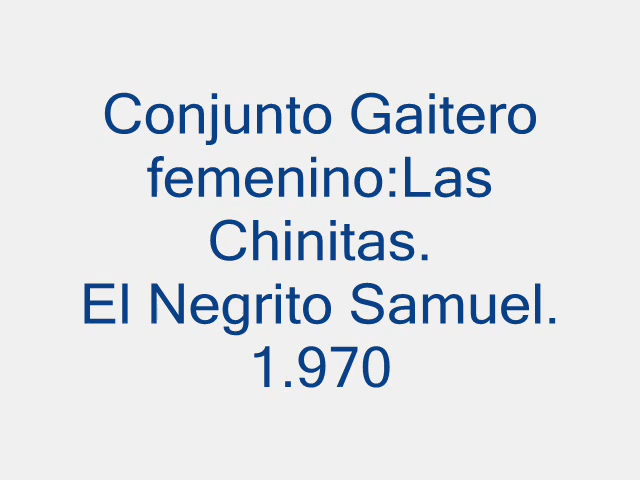 Conjunto Gaitero
femenino:Las
Chinitas.
El Negrito Samuel.
1.970